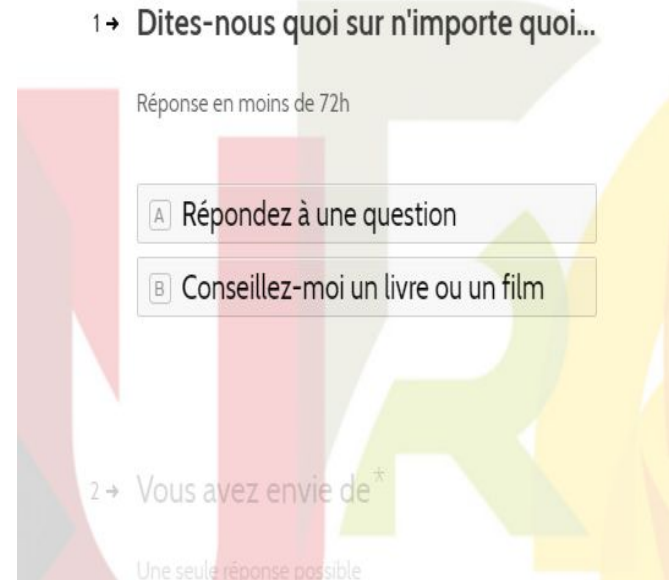 1→ Dites-nous quoi sur n'importe quoi...
Réponse en moins de 72h
A Répondez à une question
B Conseillez-moi un livre ou un film
2→ Vous avez envie de*
Une seule réponse possible